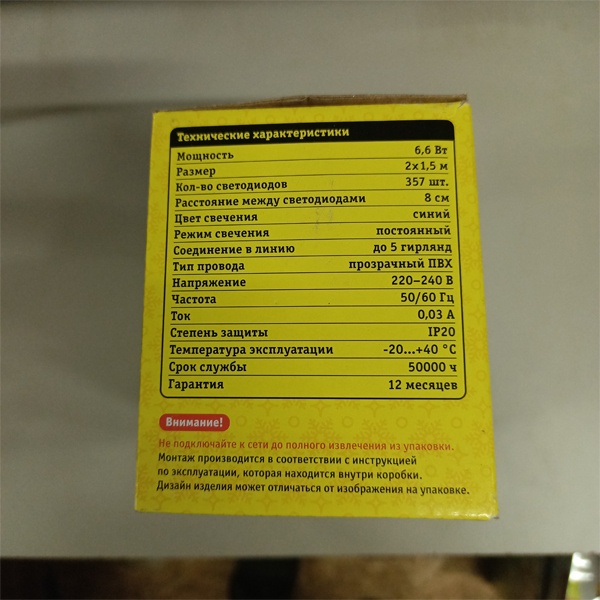 Технические характеристики
Мощность 6,6 Вт
Размер 2x1,5 м
Кол-во светодиодов 357 шт.
Расстояние между светодиодами 8 см
Цвет свечения синий
Режим свечения постоянный
Соединение в линию до 5 гирлянд
Тип провода прозрачный ПВХ
Напряжение 220–240 В
Частота 50/60 Гц
Ток 0,03 А
Степень защиты IP20
Температура эксплуатации -20...+40 °C
Срок службы 50000 ч
Гарантия 12 месяцев
Внимание!
Не подключайте к сети до полного извлечения из упаковки.
Монтаж производится в соответствии с инструкцией
по эксплуатации, которая находится внутри коробки.
Дизайн изделия может отличаться от изображения на упаковке.